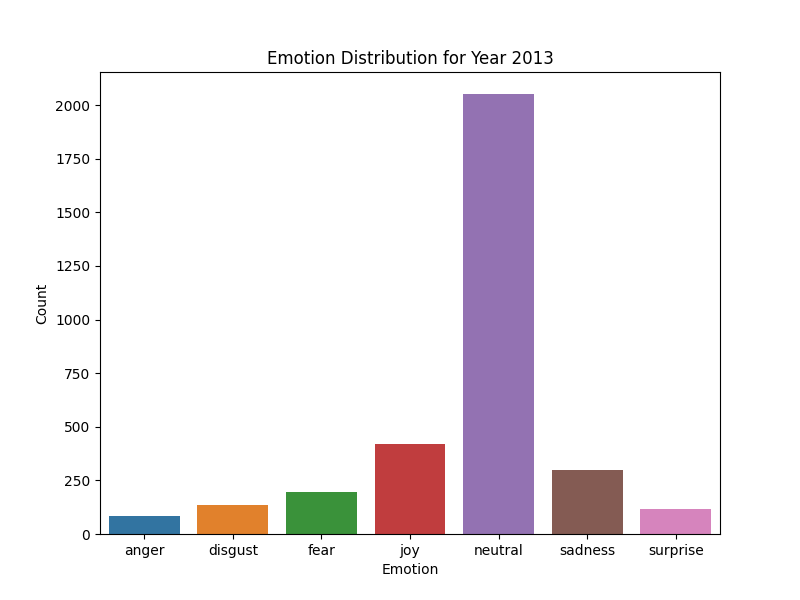 Emotion Distribution for Year 2013
2000
1750
1500
1250
1000
750
500
250
0
Count
anger disgust fear joy neutral sadness surprise
Emotion